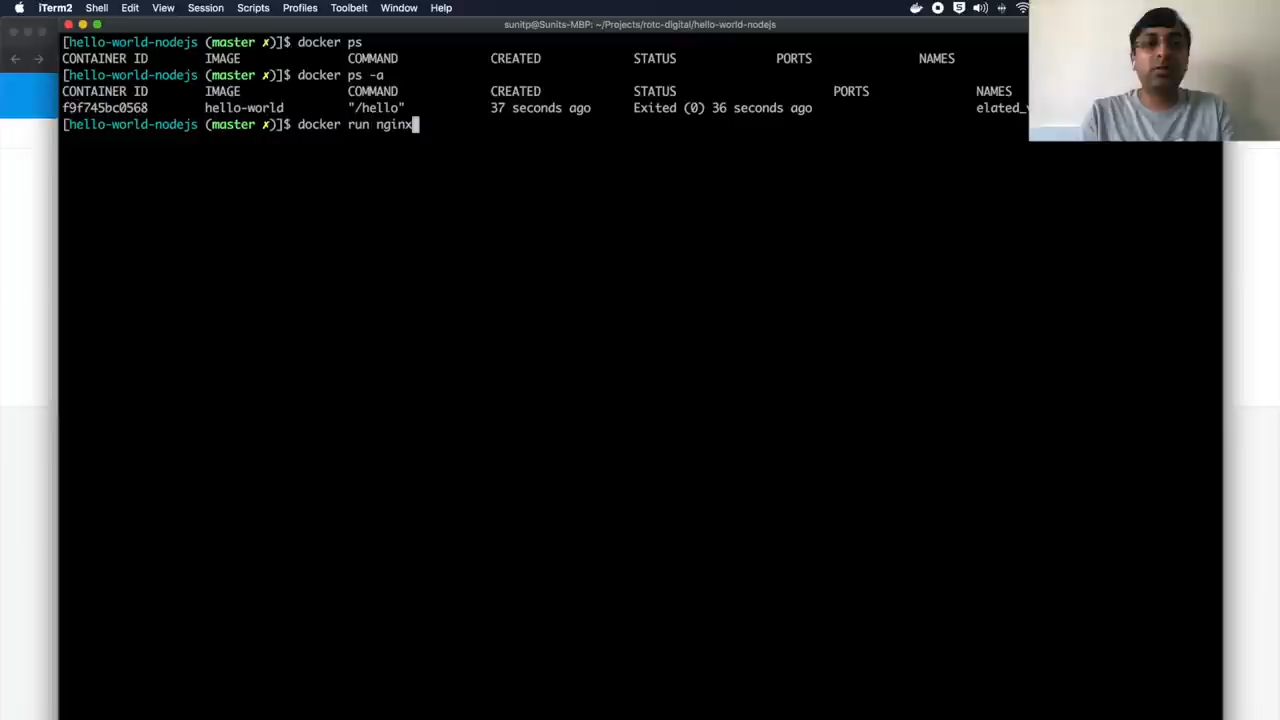 iTerm2 Shell Edit View Session Scripts Profiles Toolbelt Window Help
sunitp@Sunits-MBP: ~/Projects/rotc-digital/hello-world-nodejs
[hello-world-nodejs (master ✗)]$ docker ps
CONTAINER ID IMAGE COMMAND CREATED STATUS PORTS NAMES
[hello-world-nodejs (master ✗)]$ docker ps -a
CONTAINER ID IMAGE COMMAND CREATED STATUS PORTS NAMES
f9f745bc0568 hello-world "/hello" 37 seconds ago Exited (0) 36 seconds ago elated_
[hello-world-nodejs (master ✗)]$ docker run nginx